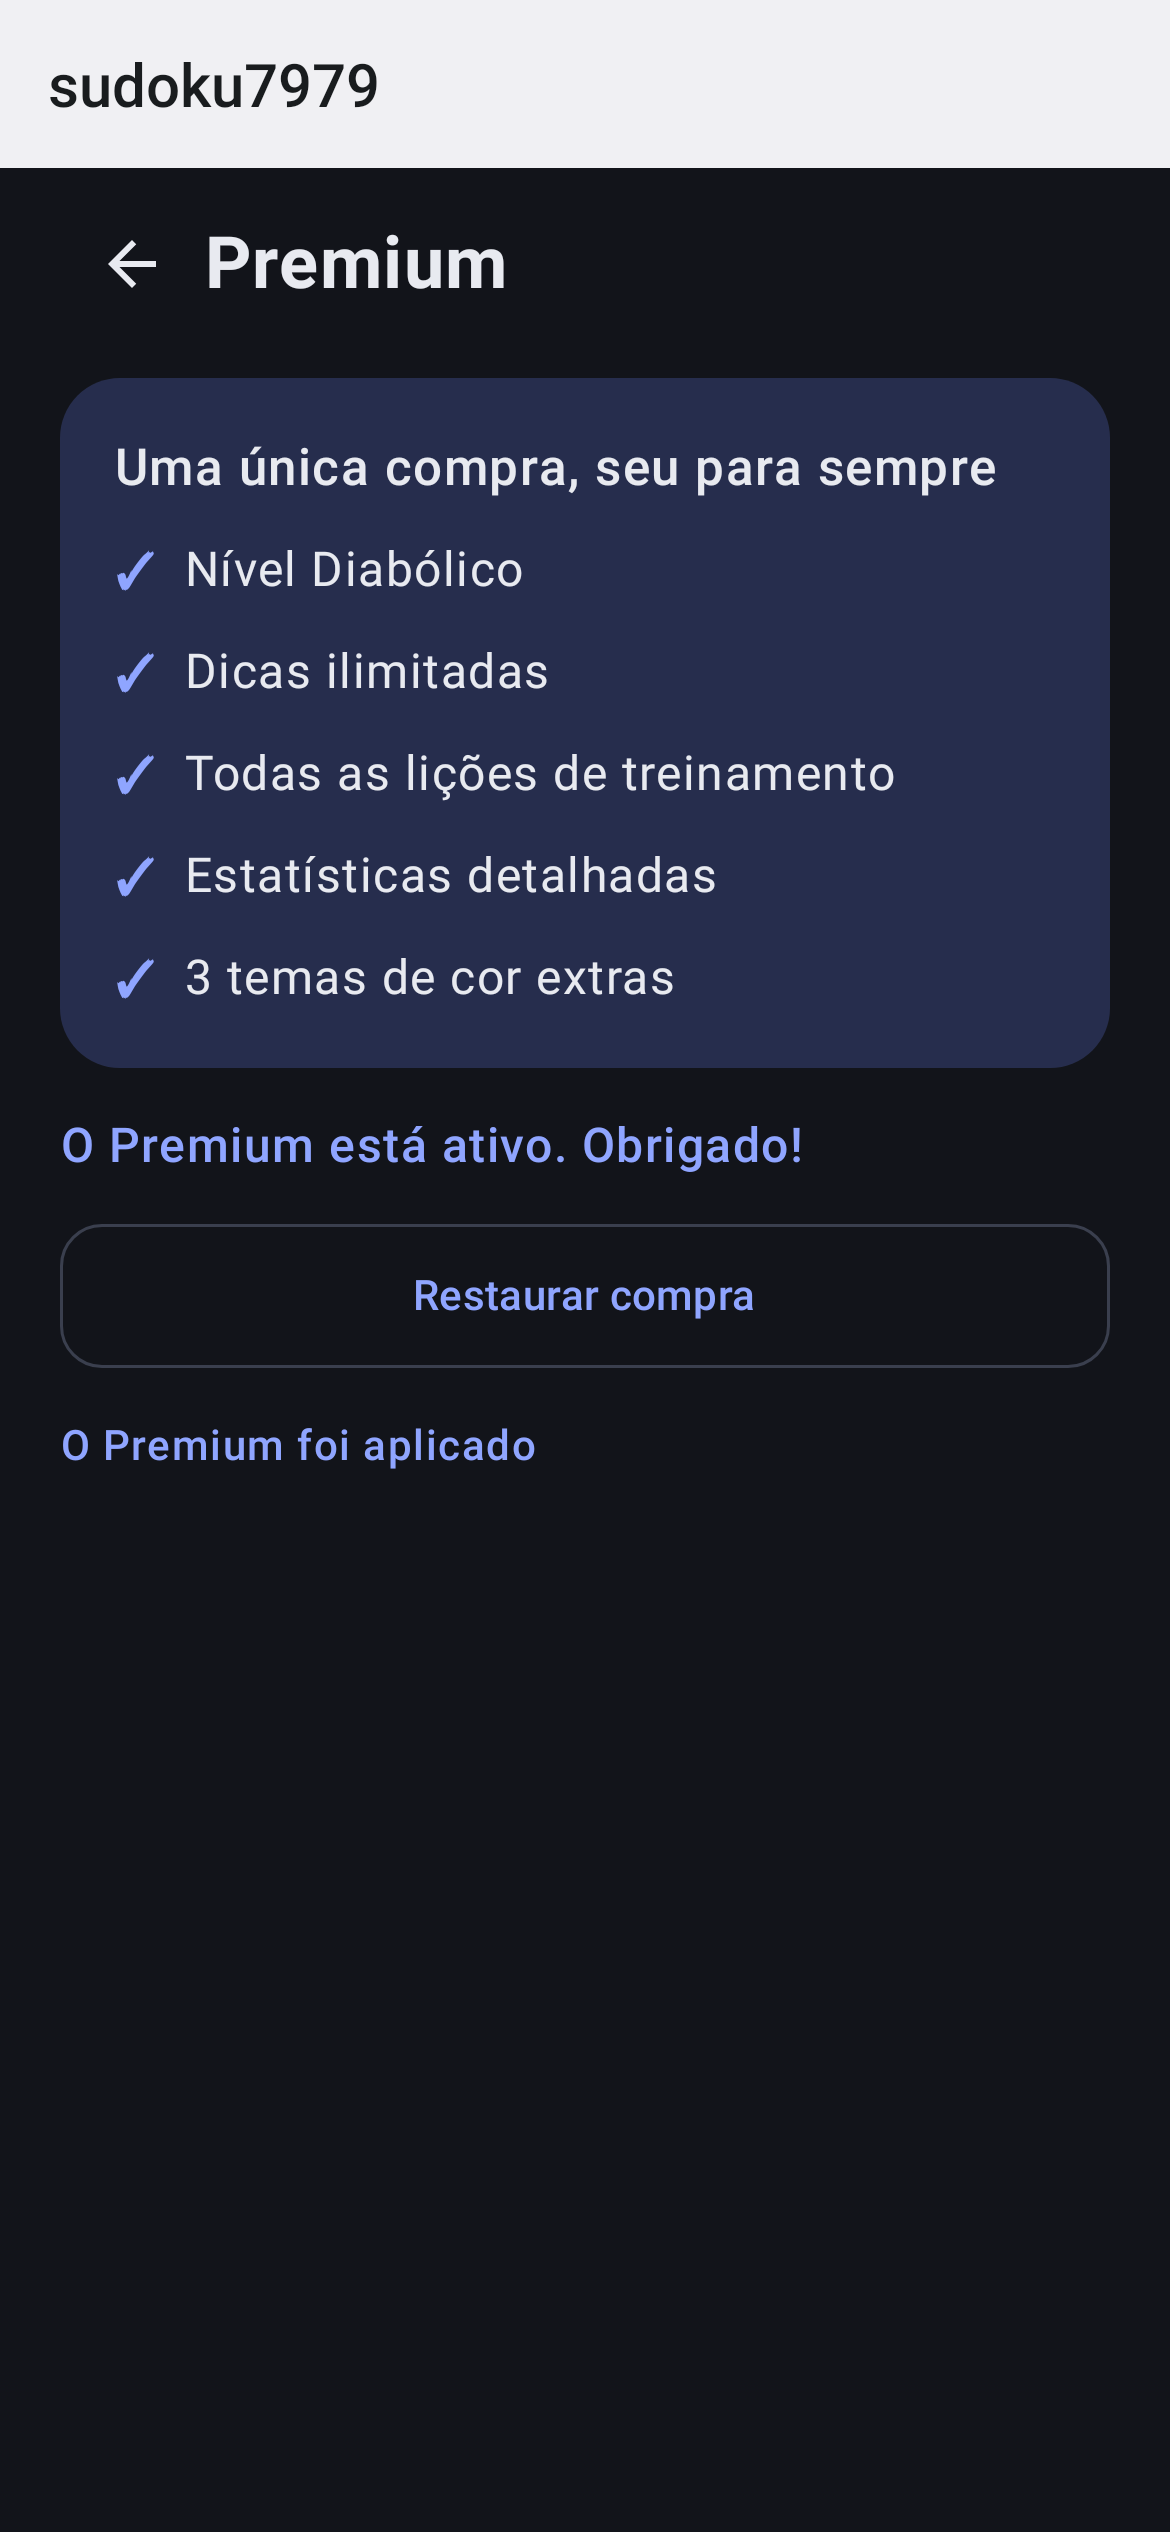 sudoku7979
Premium
Uma única compra, seu para sempre
✓ Nível Diabólico
✓ Dicas ilimitadas
✓ Todas as lições de treinamento
✓ Estatísticas detalhadas
✓ 3 temas de cor extras
O Premium está ativo. Obrigado!
Restaurar compra
O Premium foi aplicado